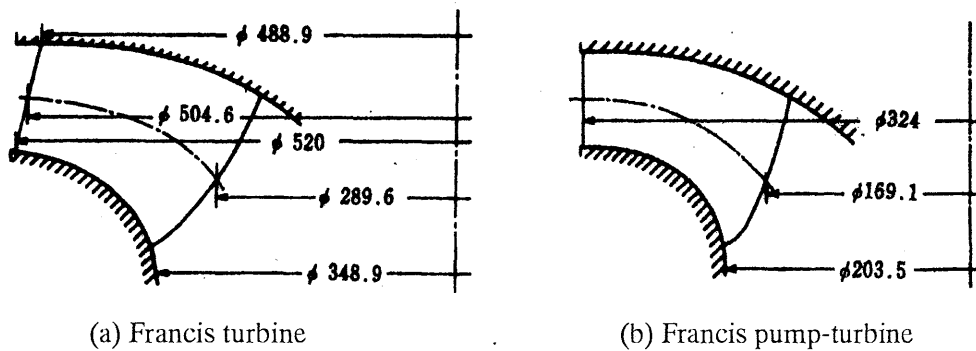 ϕ 488.9
ϕ 504.6
ϕ 520
ϕ 289.6
ϕ 348.9
(a) Francis turbine
ϕ324
ϕ169.1
ϕ203.5
(b) Francis pump-turbine